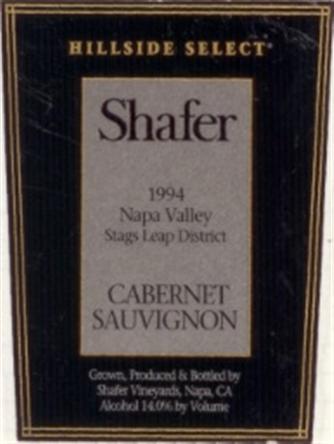 HILLSIDE SELECT®
Shafer
1994
Napa Valley
Stags Leap District
CABERNET
SAUVIGNON
Grown, Produced & Bottled by
Shafer Vineyards, Napa, CA
Alcohol 14.0% by Volume